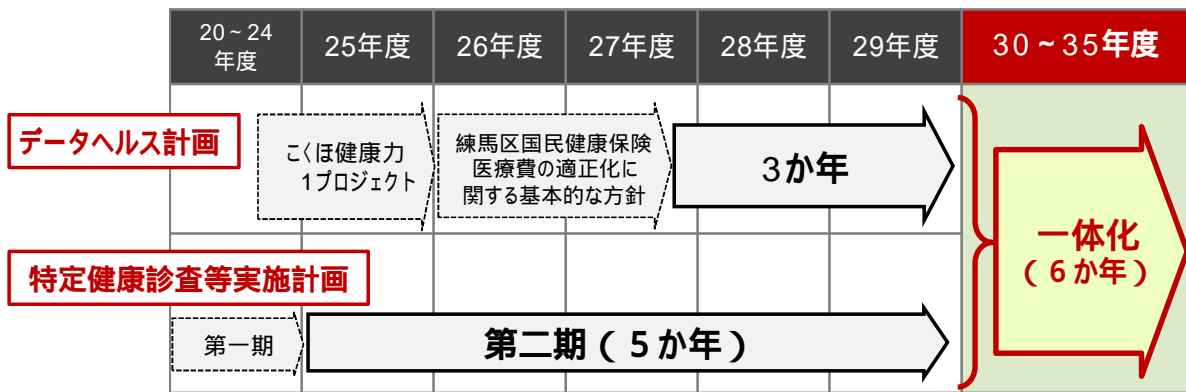 20~24
年度
25年度
26年度
27年度
28年度
29年度
30~35年度
データヘルス計画
こくほ健康力
1プロジェクト
練馬区国民健康保険
医療費の適正化に
関する基本的な方針
3か年
一体化
(6か年)
特定健康診査等実施計画
第一期
第二期(5か年)